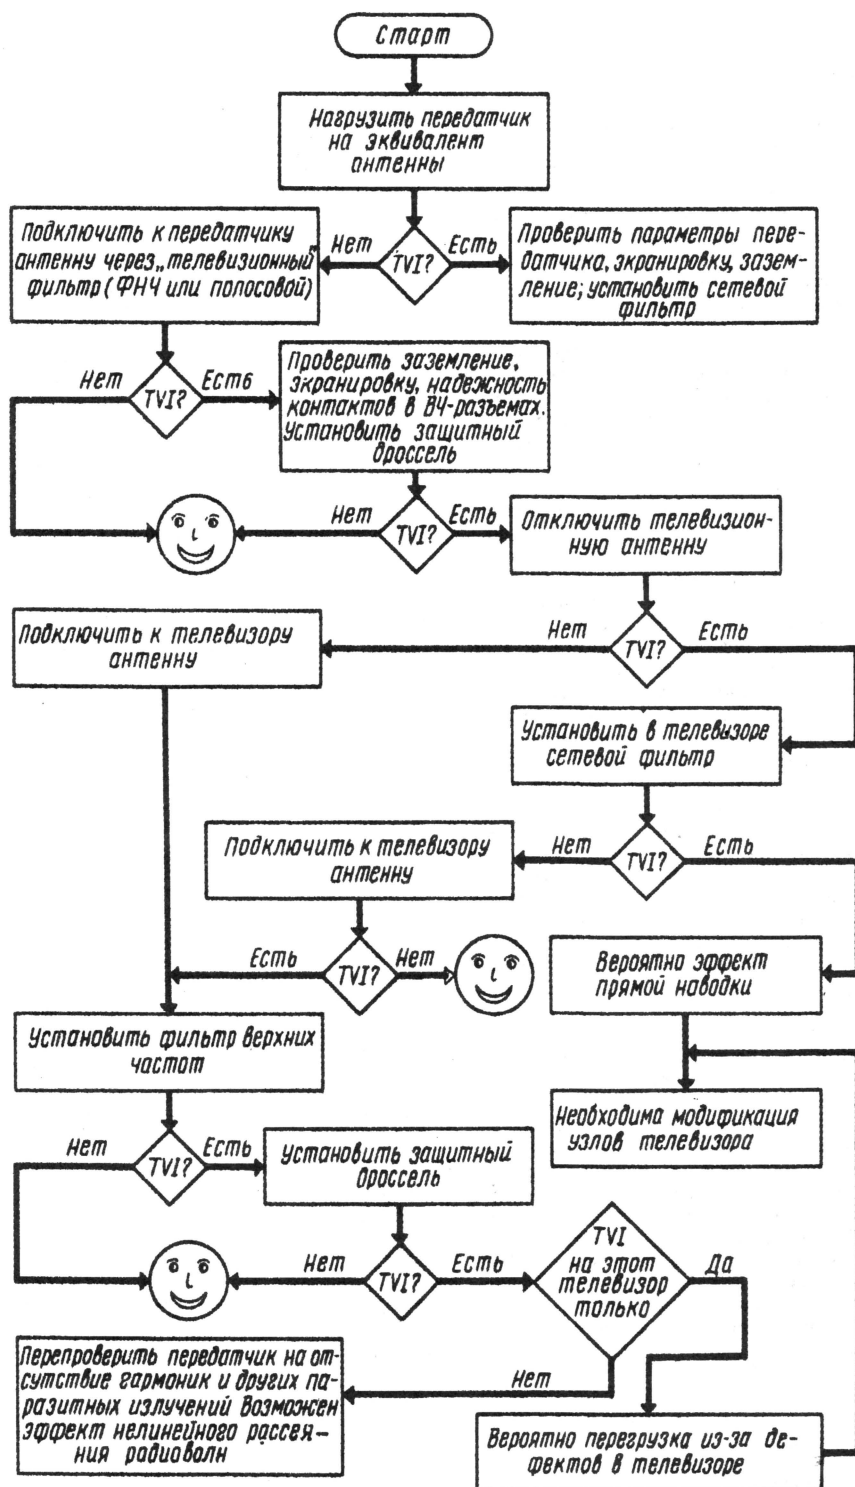 Старт
Нагрузить передатчик
на эквивалент
антенны
Подключить к передатчику
антенну через „телевизионный"
фильтр (ФНЧ или полосовой)
Нет
TVI?
Есть
Проверить параметры пере-
датчика, экранировку, зазем-
ление; установить сетевой
фильтр
Нет
TVI?
Есть
Проверить заземление,
экранировку, надежность
контактов в ВЧ-разъемах.
Установить защитный
дроссель
Нет
TVI?
Есть
Отключить телевизион-
ную антенну
Подключить к телевизору
антенну
Нет
TVI?
Есть
Установить в телевизоре
сетевой фильтр
Подключить к телевизору
антенну
Нет
TVI?
Есть
Есть
TVI?
Нет
Вероятно эффект
прямой наводки
Установить фильтр верхних
частот
Необходима модификация
узлов телевизора
Нет
TVI?
Есть
Установить защитный
дроссель
Нет
TVI?
Есть
TVI
на этот
телевизор
только
Да
Нет
Перепроверить передатчик на от-
сутствие гармоник и других па-
разитных излучений Возможен
эффект нелинейного рассея-
ния радиоволн
Вероятно перегрузка из-за де-
фектов в телевизоре